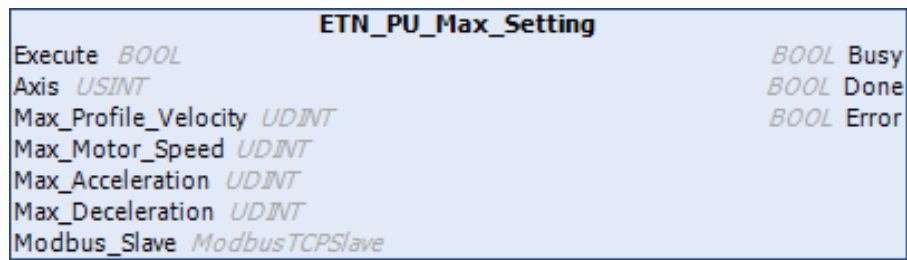 ETN_PU_Max_Setting
Execute BOOL BOOL Busy
Axis USINT BOOL Done
Max_Profile_Velocity UDINT BOOL Error
Max_Motor_Speed UDINT
Max_Acceleration UDINT
Max_Deceleration UDINT
Modbus_Slave ModbusTCPSlave